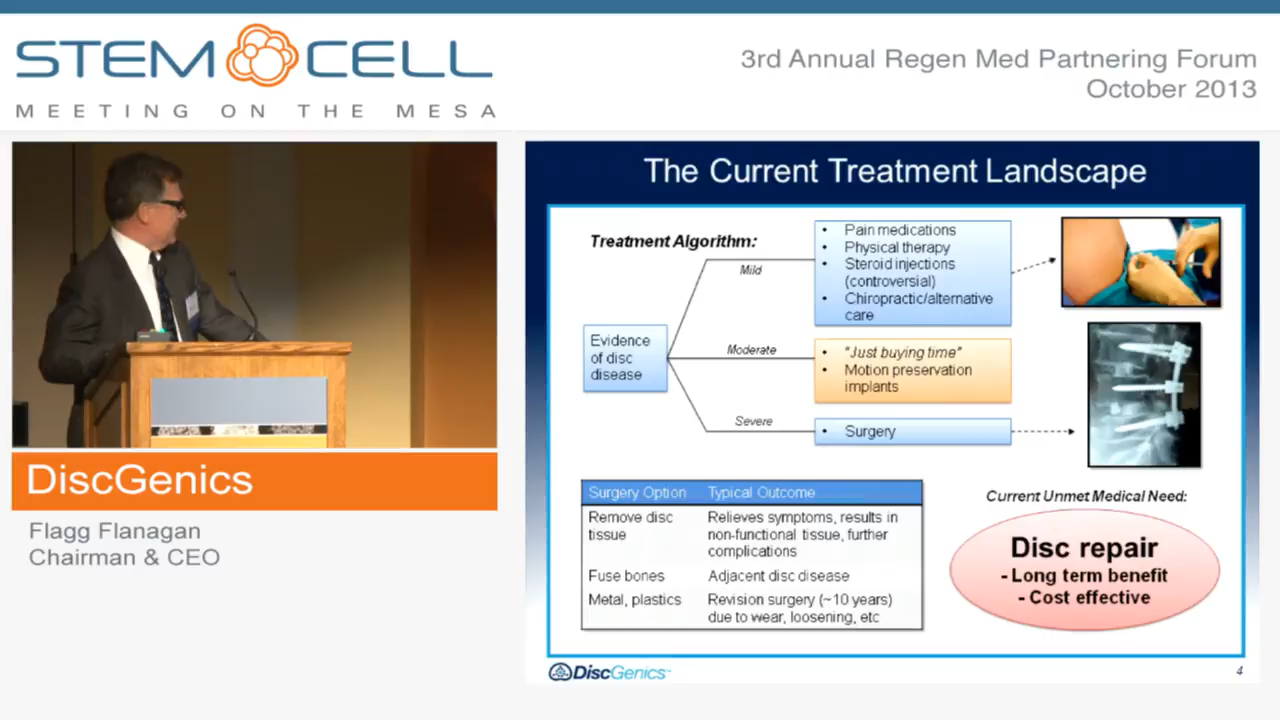 STEM CELL
MEETING ON THE MESA
3rd Annual Regen Med Partnering Forum
October 2013
DiscGenics
Flagg Flanagan
Chairman & CEO
The Current Treatment Landscape
Treatment Algorithm:
Evidence
of disc
disease
Mild
• Pain medications
• Physical therapy
• Steroid injections
(controversial)
• Chiropractic/alternative
care
Moderate
• "Just buying time"
• Motion preservation
implants
Severe
• Surgery
Surgery Option Typical Outcome
Remove disc
tissue
Relieves symptoms, results in
non-functional tissue, further
complications
Fuse bones Adjacent disc disease
Metal, plastics Revision surgery (~10 years)
due to wear, loosening, etc
Current Unmet Medical Need:
Disc repair
- Long term benefit
- Cost effective
DiscGenics
4